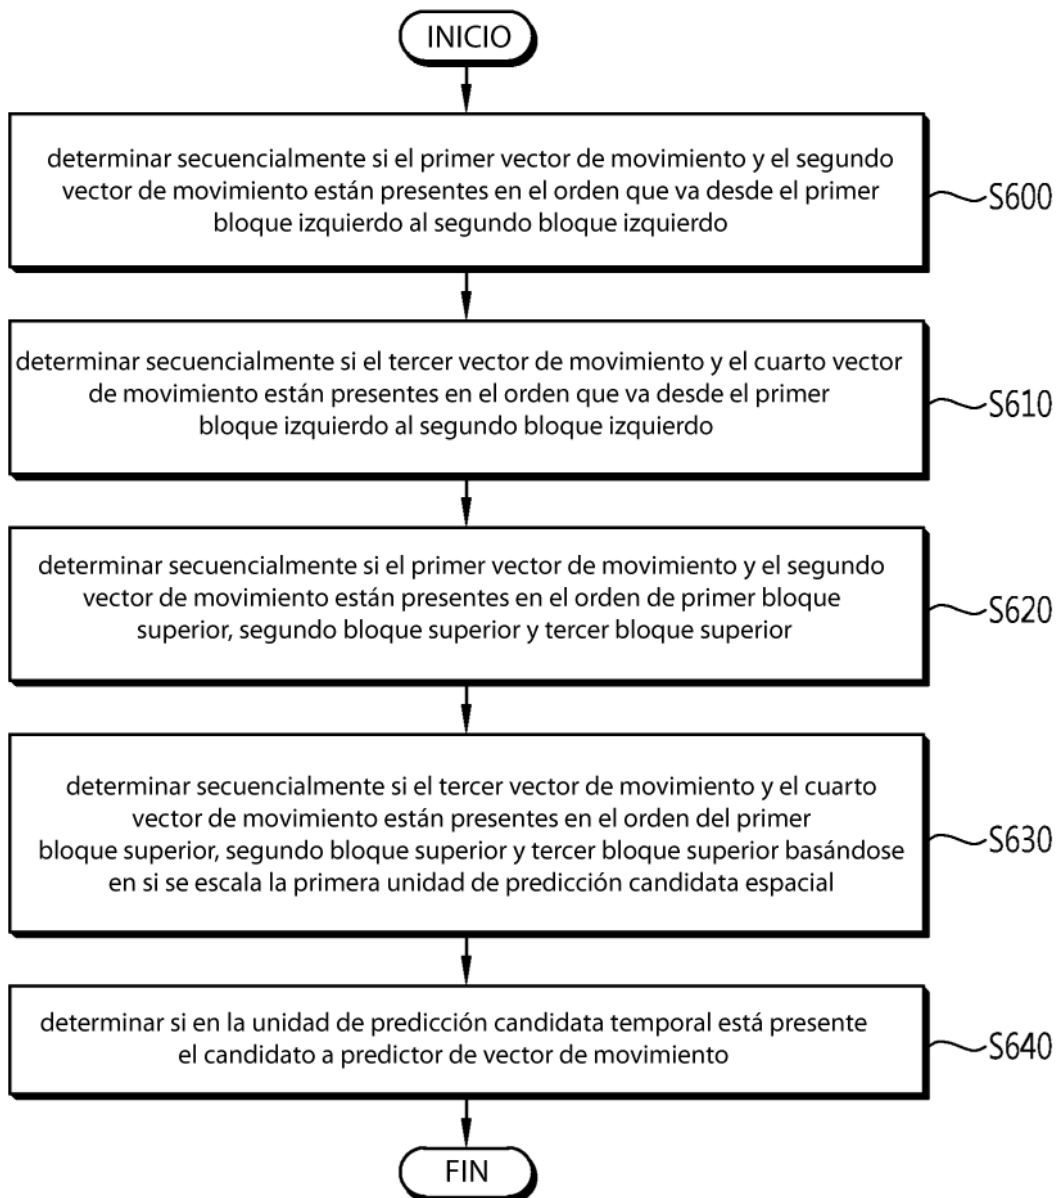 INICIO
determinar secuencialmente si el primer vector de movimiento y el segundo
vector de movimiento están presentes en el orden que va desde el primer
bloque izquierdo al segundo bloque izquierdo
S600
determinar secuencialmente si el tercer vector de movimiento y el cuarto vector
de movimiento están presentes en el orden que va desde el primer
bloque izquierdo al segundo bloque izquierdo
S610
determinar secuencialmente si el primer vector de movimiento y el segundo
vector de movimiento están presentes en el orden de primer bloque
superior, segundo bloque superior y tercer bloque superior
S620
determinar secuencialmente si el tercer vector de movimiento y el cuarto
vector de movimiento están presentes en el orden del primer
bloque superior, segundo bloque superior y tercer bloque superior basándose
en si se escala la primera unidad de predicción candidata espacial
S630
determinar si en la unidad de predicción candidata temporal está presente
el candidato a predictor de vector de movimiento
S640
FIN